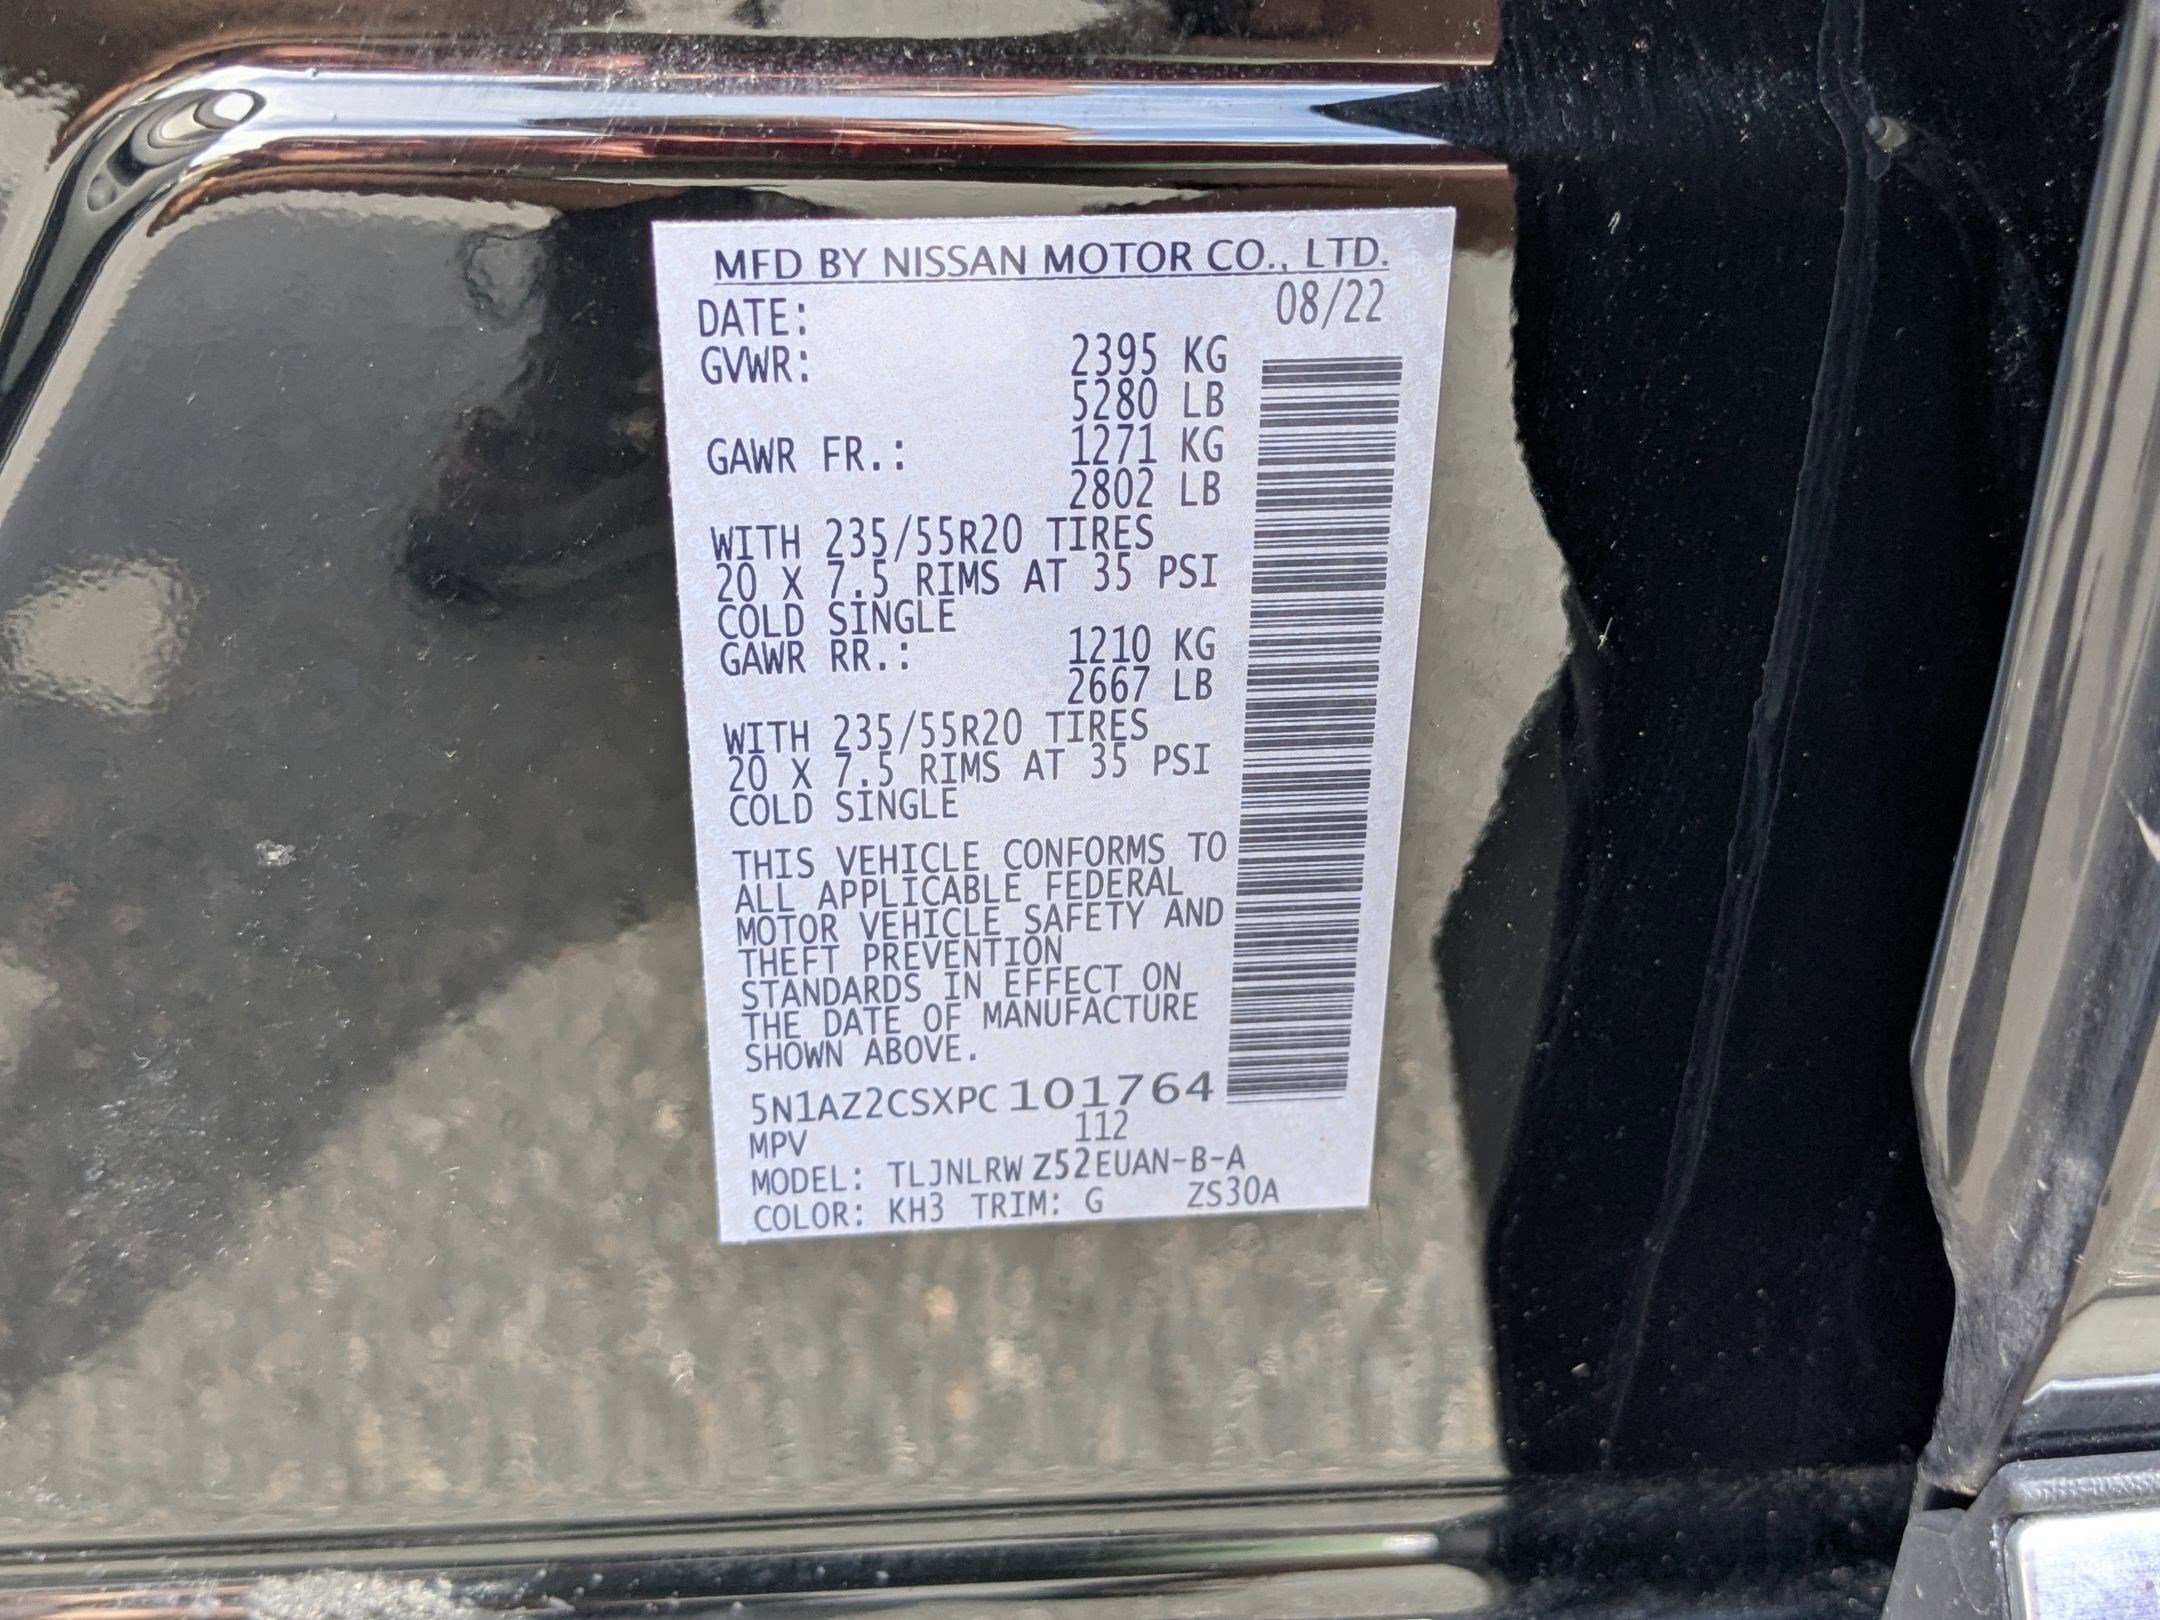 MFD BY NISSAN MOTOR CO., LTD.
DATE: 08/22
GVWR: 2395 KG
5280 LB
GAWR FR.: 1271 KG
2802 LB
WITH 235/55R20 TIRES
20 X 7.5 RIMS AT 35 PSI
COLD SINGLE
GAWR RR.: 1210 KG
2667 LB
WITH 235/55R20 TIRES
20 X 7.5 RIMS AT 35 PSI
COLD SINGLE
THIS VEHICLE CONFORMS TO
ALL APPLICABLE FEDERAL
MOTOR VEHICLE SAFETY AND
THEFT PREVENTION
STANDARDS IN EFFECT ON
THE DATE OF MANUFACTURE
SHOWN ABOVE.
5N1AZ2CSXPC101764
MPV 112
MODEL: TLJNLRW Z52EUAN-B-A
COLOR: KH3 TRIM: G ZS30A